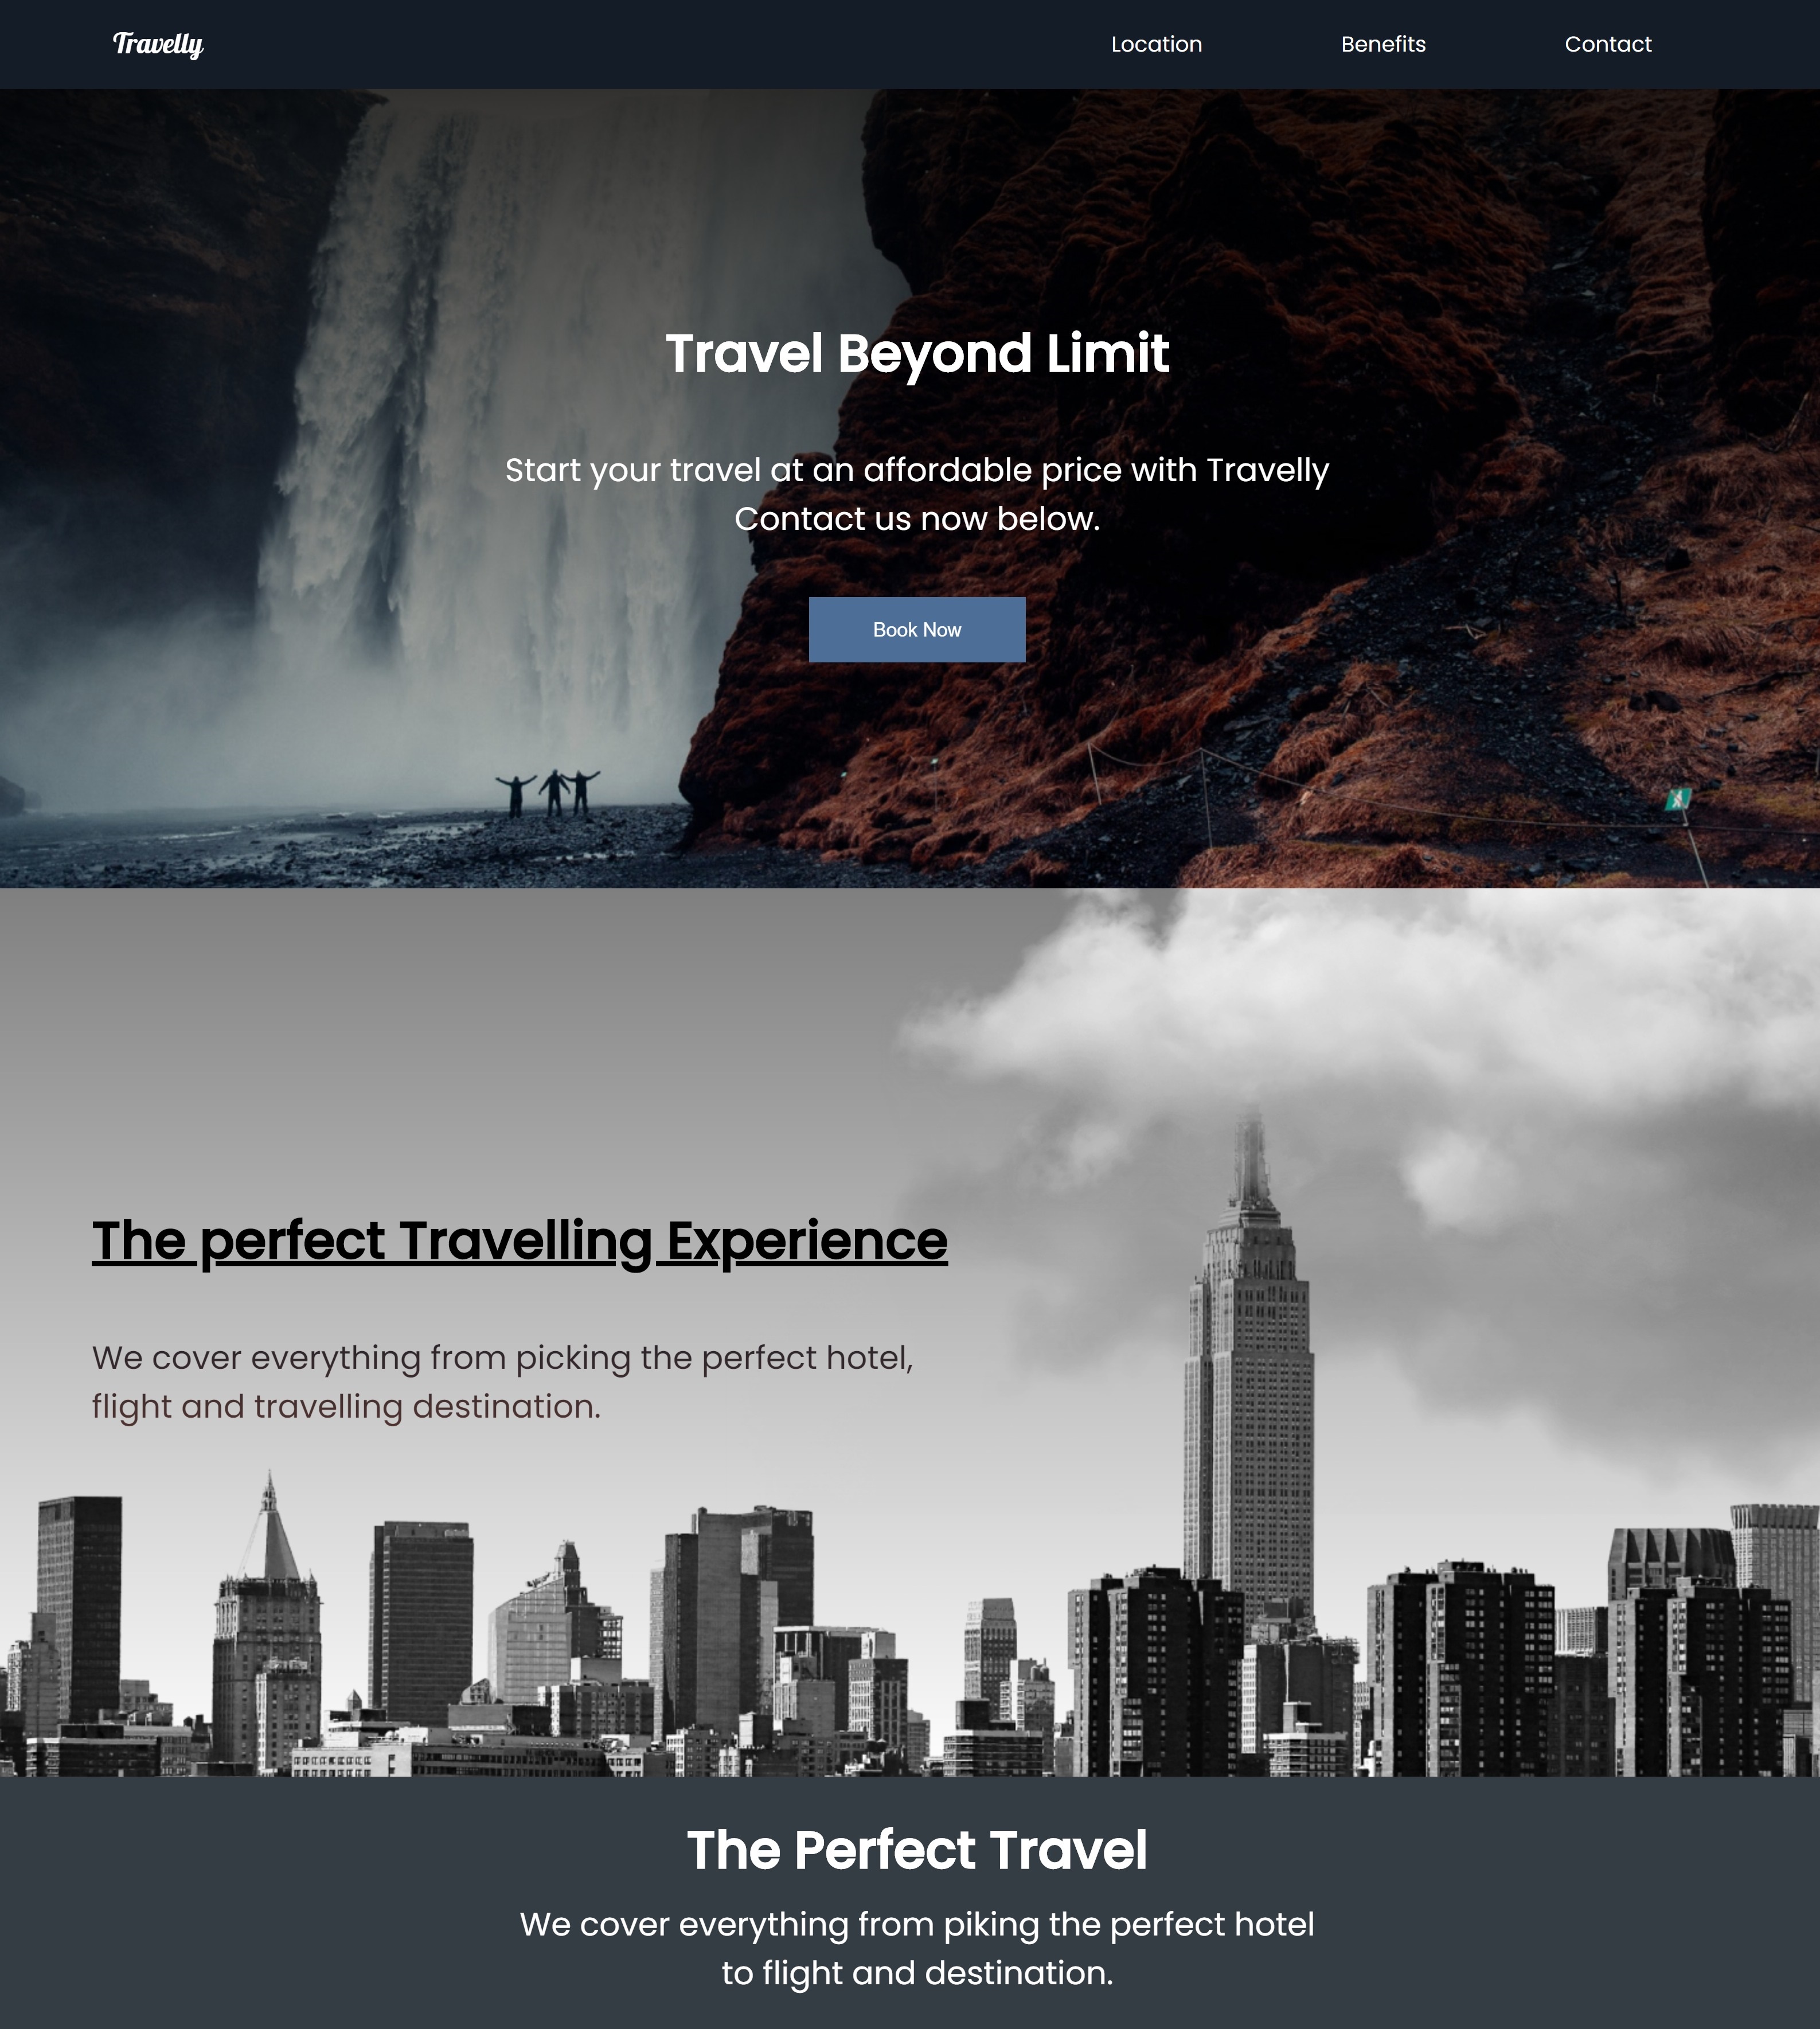 Travelly
Location Benefits Contact
Travel Beyond Limit
Start your travel at an affordable price with Travelly
Contact us now below.
Book Now
The perfect Travelling Experience
We cover everything from picking the perfect hotel,
flight and travelling destination.
The Perfect Travel
We cover everything from piking the perfect hotel
to flight and destination.